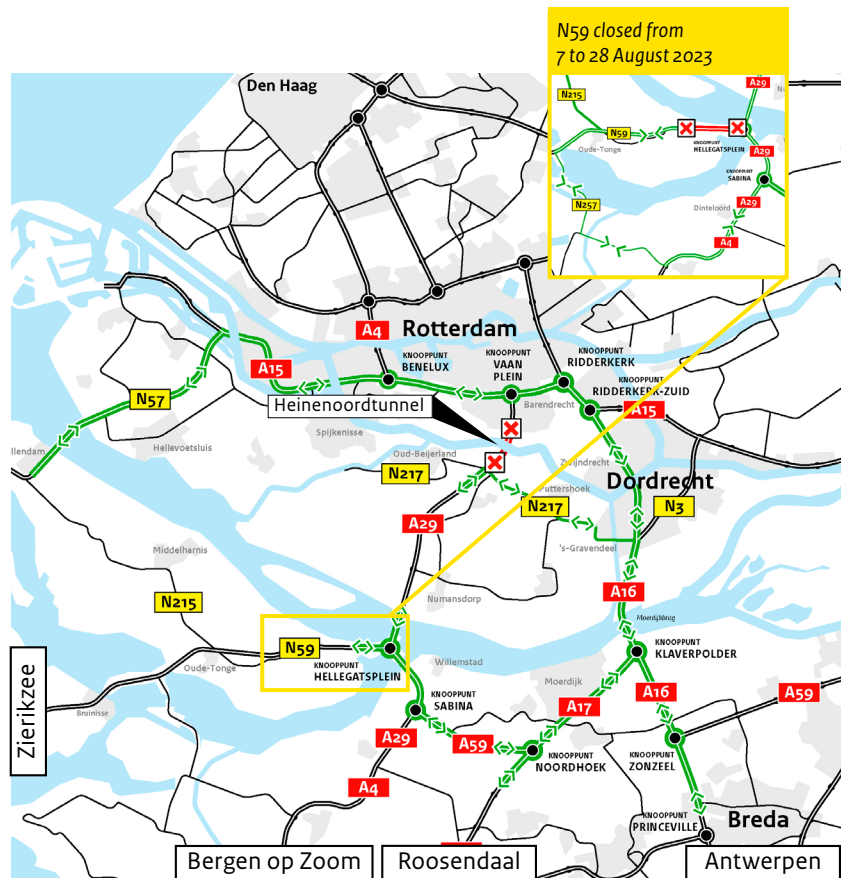 N59 closed from
7 to 28 August 2023
A29
N215
N59
Oude-Tonge
KNOOPPUNT
HELLEGATSPLEIN
A29
KNOOPPUNT
SABINA
N257
Dinteloord
A29
A4
Den Haag
A4
Rotterdam
KNOOPPUNT
BENELUX
KNOOPPUNT
VAAN
PLEIN
KNOOPPUNT
RIDDERKERK
KNOOPPUNT
RIDDERKERK-ZUID
A15
A15
N57
Heinenoordtunnel
Barendrecht
Spijkenisse
Hellevoetsluis
llendam
Oud-Beijerland
N217
Zwijndrecht
Puttershoek
Dordrecht
N217
N3
A29
's-Gravendeel
Middelharnis
A16
N215
Numansdorp
Moerdijkbrug
N59
KNOOPPUNT
HELLEGATSPLEIN
Oude-Tonge
Willemstad
KNOOPPUNT
KLAVERPOLDER
Moerdijk
A16
A59
Zierikzee
Bruinisse
KNOOPPUNT
SABINA
A17
A29
A59
KNOOPPUNT
NOORDHOEK
KNOOPPUNT
ZONZEEL
A4
KNOOPPUNT
PRINCEVILLE
Breda
Bergen op Zoom
Roosendaal
Antwerpen